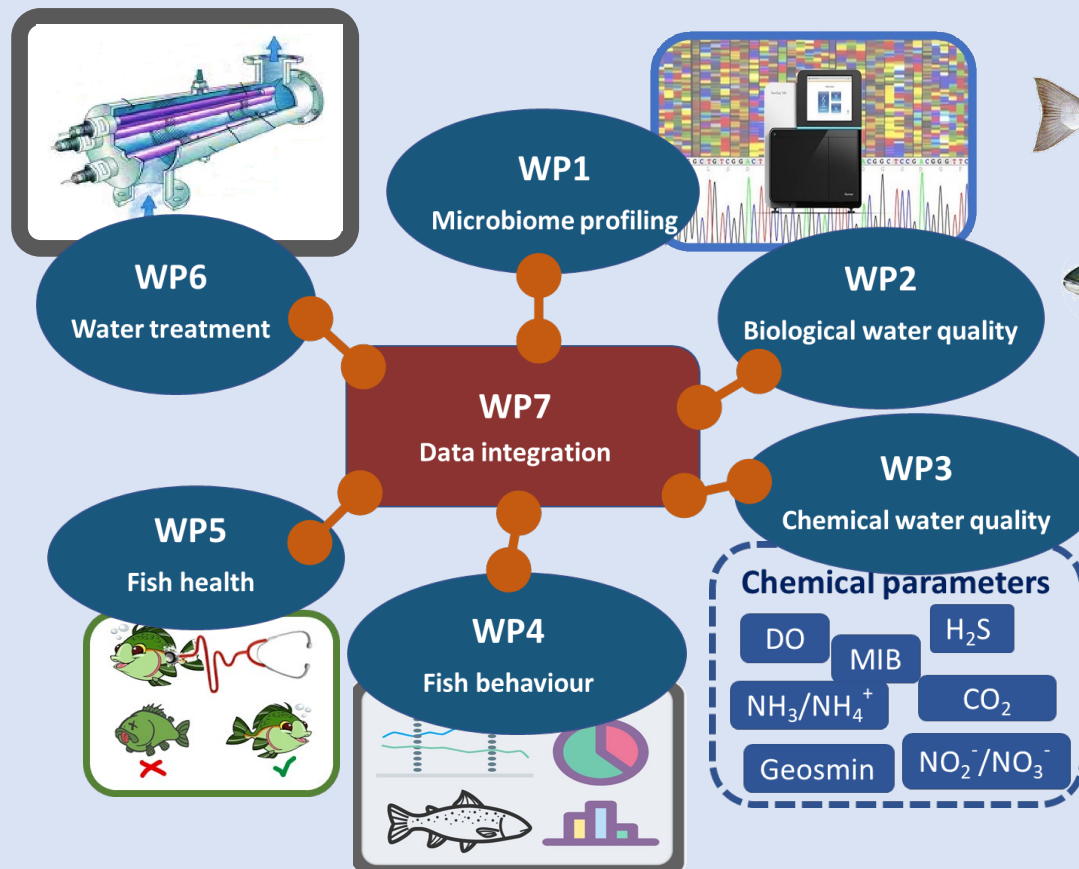 WP1
Microbiome profiling
WP6
Water treatment
WP2
Biological water quality
WP7
Data integration
WP3
Chemical water quality
WP5
Fish health
WP4
Fish behaviour
Chemical parameters
DO
MIB
H₂S
NH₃/NH₄⁺
CO₂
Geosmin
NO₂⁻/NO₃⁻